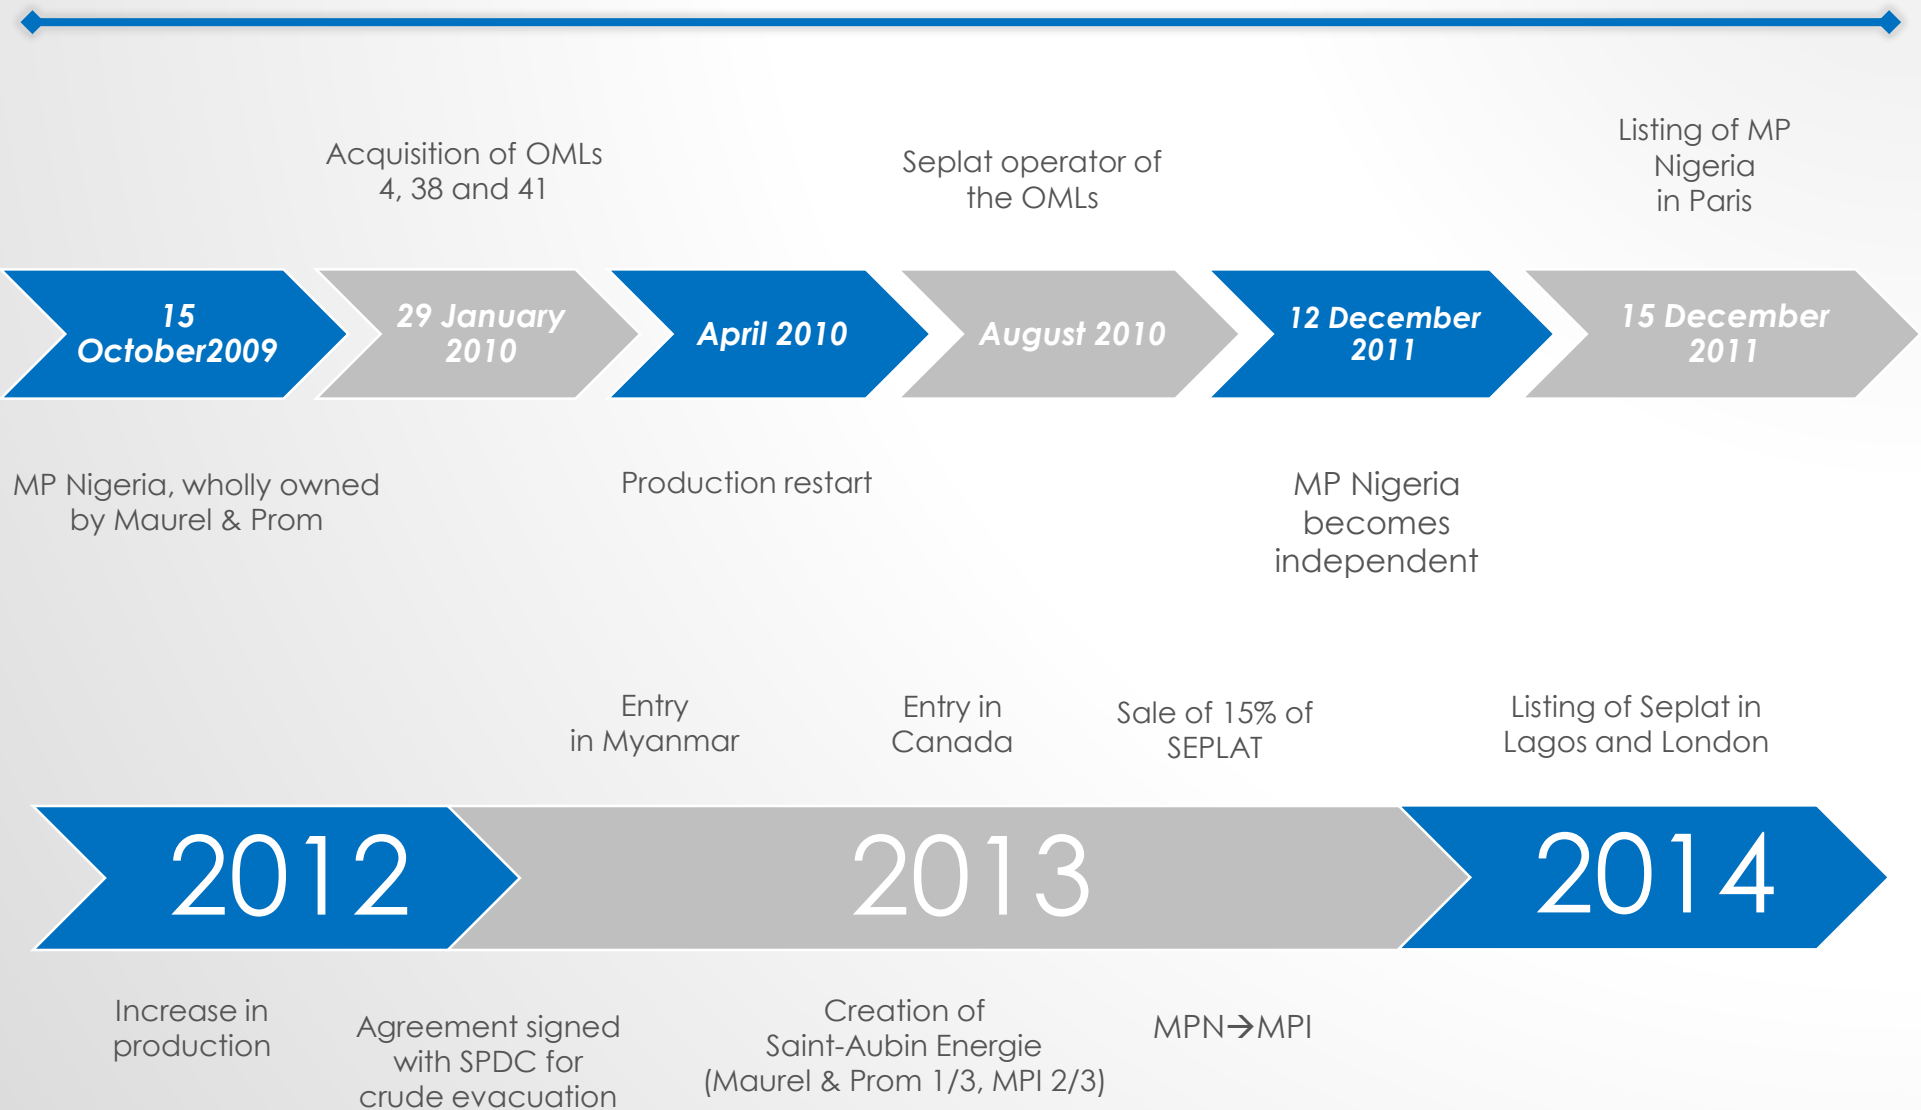 Acquisition of OMLs
4, 38 and 41
Seplat operator of
the OMLs
Listing of MP
Nigeria
in Paris
15
October2009
29 January
2010
April 2010
August 2010
12 December
2011
15 December
2011
MP Nigeria, wholly owned
by Maurel & Prom
Production restart
MP Nigeria
becomes
independent
Entry
in Myanmar
Entry in
Canada
Sale of 15% of
SEPLAT
Listing of Seplat in
Lagos and London
2012
2013
2014
Increase in
production
Agreement signed
with SPDC for
crude evacuation
Creation of
Saint-Aubin Energie
(Maurel & Prom 1/3, MPI 2/3)
MPN→MPI